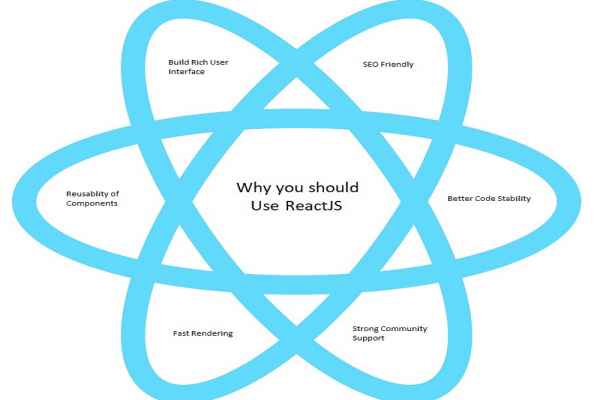 Build Rich User
Interface
SEO Friendly
Reusablity of
Components
Why you should
Use ReactJS
Better Code Stability
Fast Rendering
Strong Community
Support